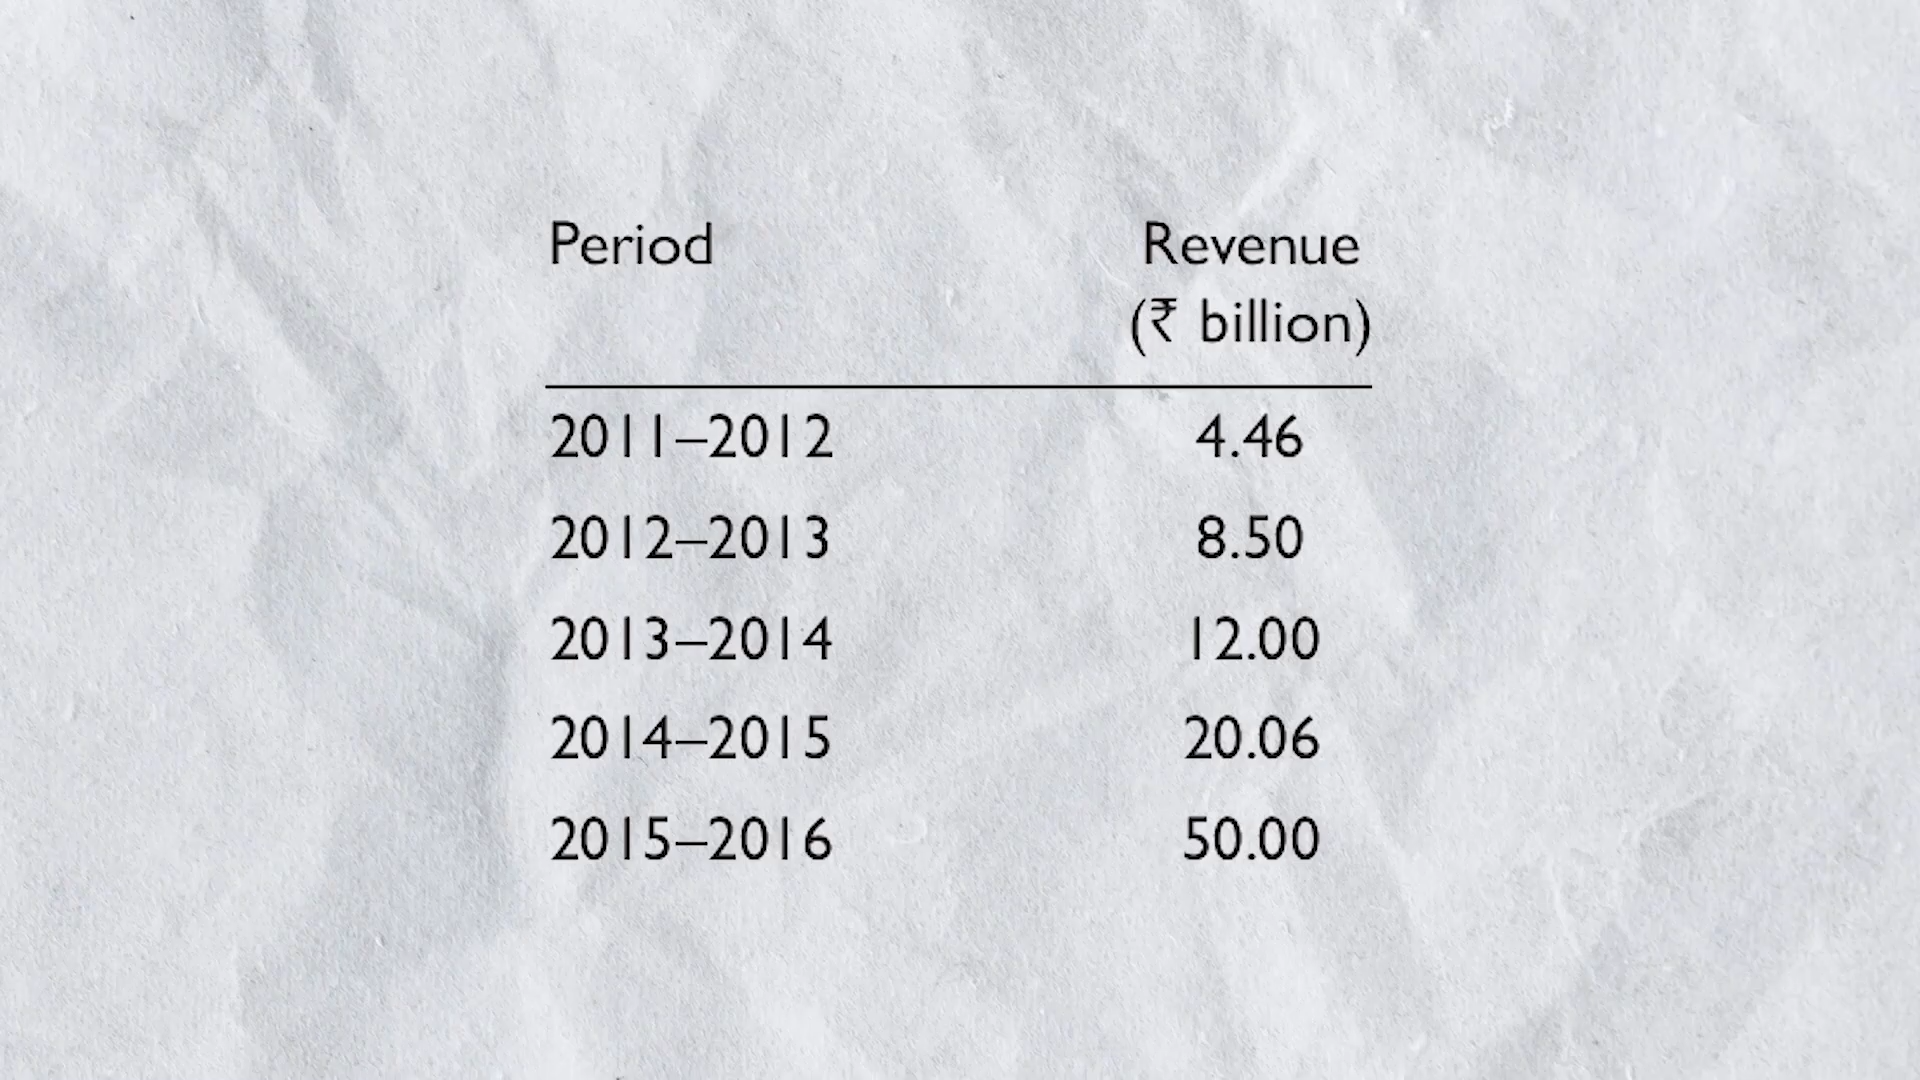 Period Revenue
(₹ billion)
2011–2012 4.46
2012–2013 8.50
2013–2014 12.00
2014–2015 20.06
2015–2016 50.00